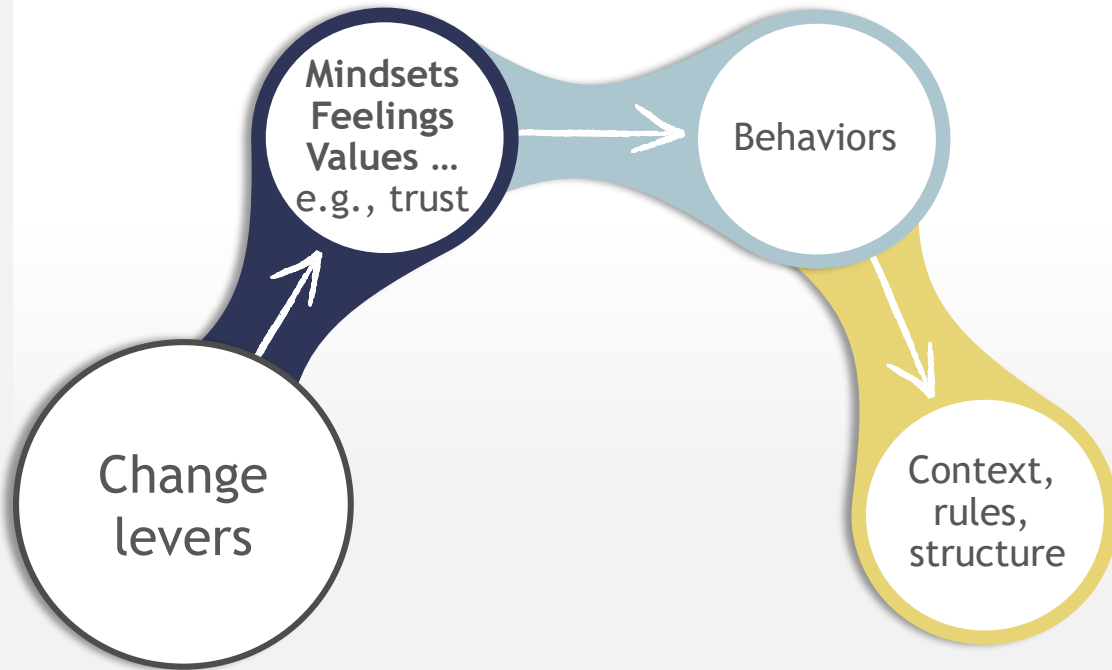 Mindsets
Feelings
Values …
e.g., trust
Behaviors
Change
levers
Context,
rules,
structure